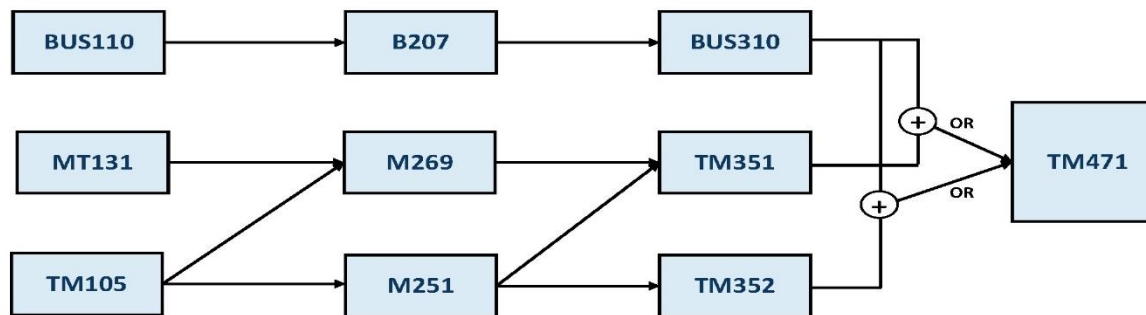 BUS110
B207
BUS310
MT131
M269
TM351
+
OR
TM471
+
OR
TM105
M251
TM352